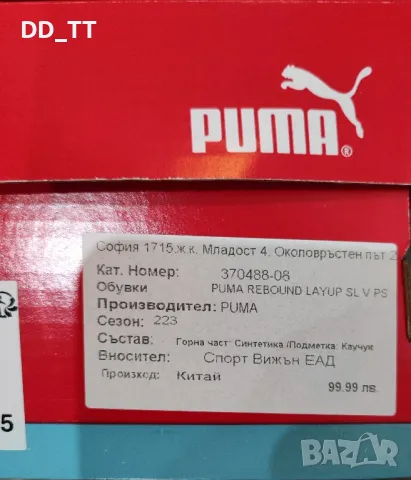 DD_TT
PUMA®
София 1715.ж.к. Младост 4. Околовръстен път 2
Кат. Номер: 370488-08
Обувки PUMA REBOUND LAYUP SL V PS
Производител: PUMA
Сезон: 223
Състав: Горна част: Синтетика /Подметка: Каучук
Вносител: Спорт Вижън ЕАД
Произход: Китай 99.99 лв.
5
BAZAR.bg